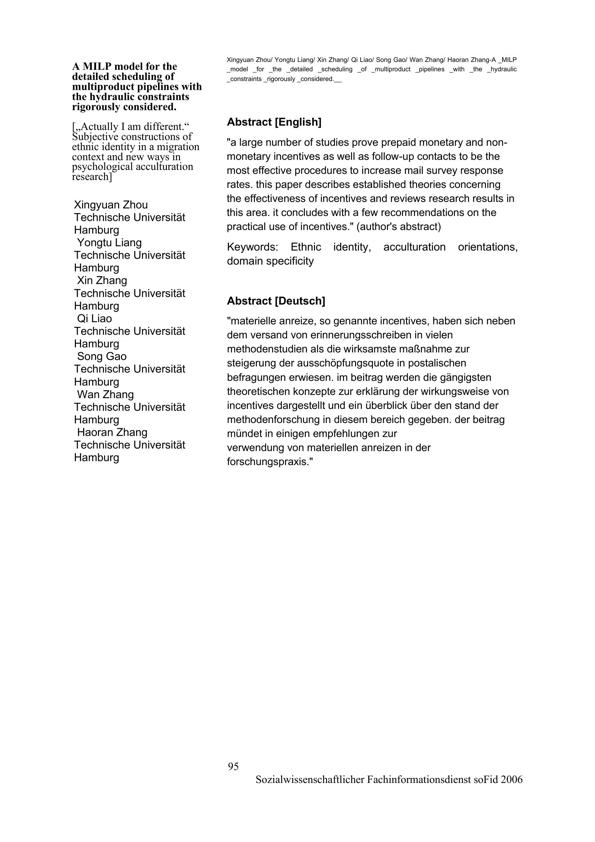 A MILP model for the
detailed scheduling of
multiproduct pipelines with
the hydraulic constraints
rigorously considered.
[„Actually I am different.“
Subjective constructions of
ethnic identity in a migration
context and new ways in
psychological acculturation
research]
Xingyuan Zhou
Technische Universität
Hamburg
Yongtu Liang
Technische Universität
Hamburg
Xin Zhang
Technische Universität
Hamburg
Qi Liao
Technische Universität
Hamburg
Song Gao
Technische Universität
Hamburg
Wan Zhang
Technische Universität
Hamburg
Haoran Zhang
Technische Universität
Hamburg
Xingyuan Zhou/ Yongtu Liang/ Xin Zhang/ Qi Liao/ Song Gao/ Wan Zhang/ Haoran Zhang-A _MILP
_model _for _the _detailed _scheduling _of _multiproduct _pipelines _with _the _hydraulic
_constraints _rigorously _considered.__
Abstract [English]
"a large number of studies prove prepaid monetary and non-
monetary incentives as well as follow-up contacts to be the
most effective procedures to increase mail survey response
rates. this paper describes established theories concerning
the effectiveness of incentives and reviews research results in
this area. it concludes with a few recommendations on the
practical use of incentives." (author's abstract)
Keywords: Ethnic identity, acculturation orientations,
domain specificity
Abstract [Deutsch]
"materielle anreize, so genannte incentives, haben sich neben
dem versand von erinnerungsschreiben in vielen
methodenstudien als die wirksamste maßnahme zur
steigerung der ausschöpfungsquote in postalischen
befragungen erwiesen. im beitrag werden die gängigsten
theoretischen konzepte zur erklärung der wirkungsweise von
incentives dargestellt und ein überblick über den stand der
methodenforschung in diesem bereich gegeben. der beitrag
mündet in einigen empfehlungen zur
verwendung von materiellen anreizen in der
forschungspraxis."
95
Sozialwissenschaftlicher Fachinformationsdienst soFid 2006